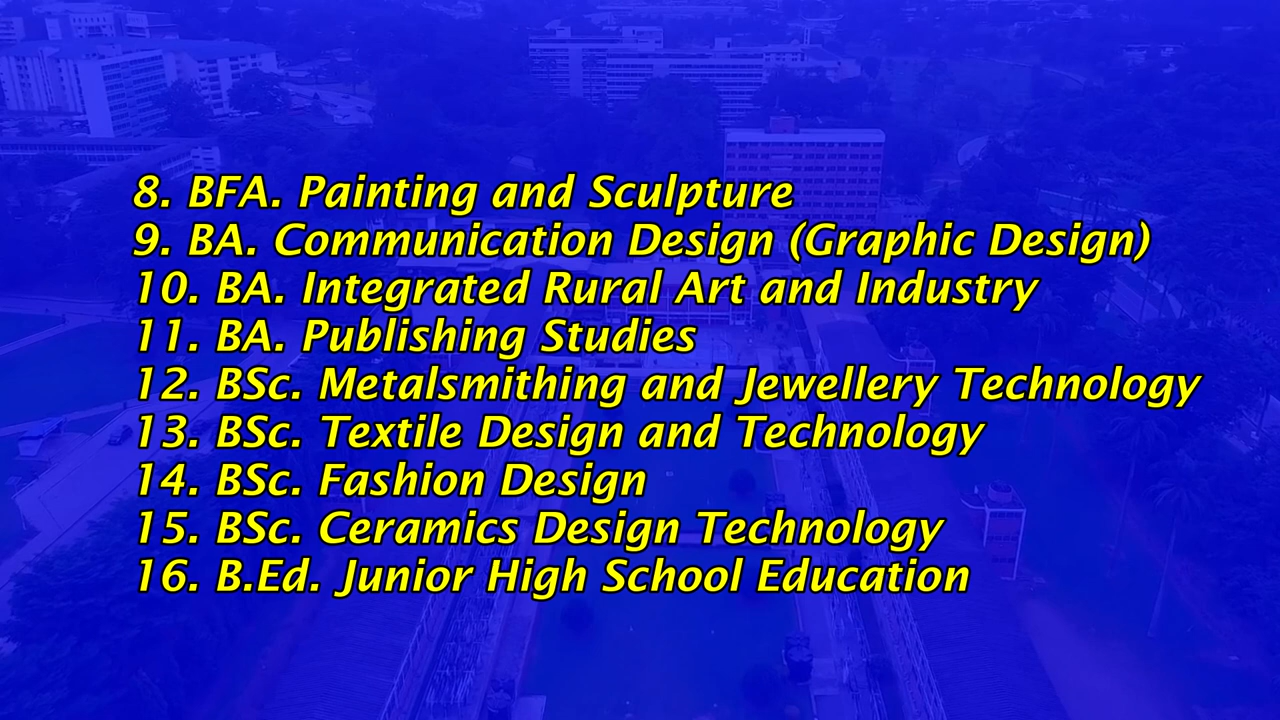 8. BFA. Painting and Sculpture
9. BA. Communication Design (Graphic Design)
10. BA. Integrated Rural Art and Industry
11. BA. Publishing Studies
12. BSc. Metalsmithing and Jewellery Technology
13. BSc. Textile Design and Technology
14. BSc. Fashion Design
15. BSc. Ceramics Design Technology
16. B.Ed. Junior High School Education